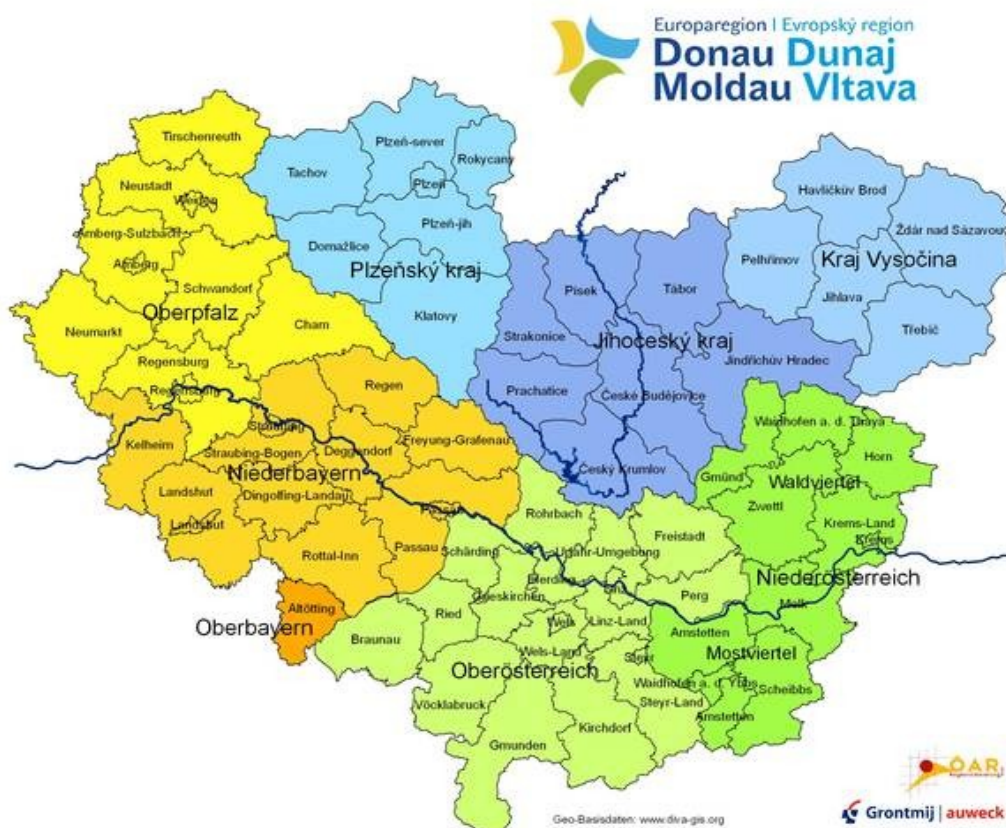 Europaregion | Evropský region
Donau Dunaj
Moldau Vltava
Tirschenreuth
Plzeň-sever
Rokycany
Tachov
Plzeň
Neustadt
Weiden
Havlíčkův Brod
Plzeň-jih
Amberg-Sulzbach
Žďár nad Sázavou
Domažlice
Pelhřimov
Kraj Vysočina
Amberg
Plzeňský kraj
Schwandorf
Písek
Tábor
Jihlava
Oberpfalz
Klatovy
Neumarkt
Cham
Strakonice
Jihočeský kraj
Třebíč
Regensburg
Jindřichův Hradec
Regen
Prachatice
České Budějovice
Regensburg
Waidhofen a. d. Thaya
Straubing
Kelheim
Freyung-Grafenau
Straubing-Bogen
Deggendorf
Horn
Niederbayern
Český Krumlov
Gmünd
Waldviertel
Landshut
Dingolfing-Landau
Zwettl
Passau
Rohrbach
Krems-Land
Landshut
Freistadt
Krems
Rottal-Inn
Passau
Schärding
Urfahr-Umgebung
Niederösterreich
Eferding
Linz
Perg
Altötting
Grieskirchen
Melk
Oberbayern
Ried
Wels
Linz-Land
Braunau
Amstetten
Wels-Land
Steyr
Mostviertel
Oberösterreich
Waidhofen a. d. Ybbs
Scheibbs
Vöcklabruck
Steyr-Land
Amstetten
Kirchdorf
Gmunden
ÖAR
Grontmij | auweck
Geo-Basisdaten: www.diva-gis.org